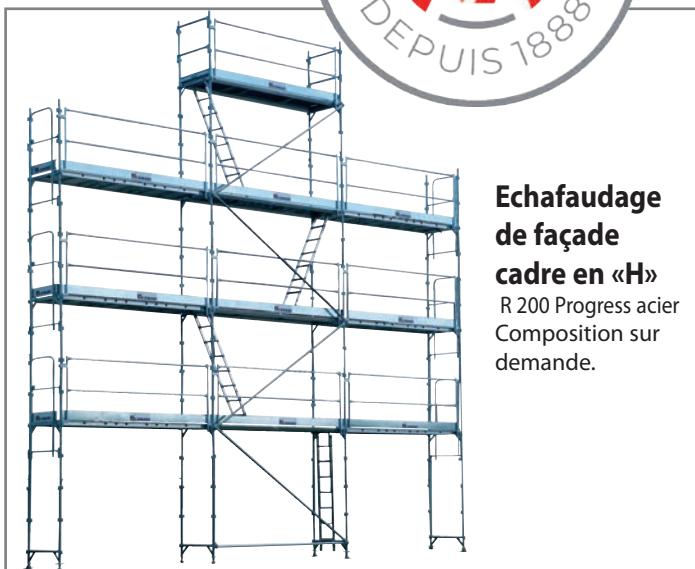 DEPUIS 1888
Echafaudage
de façade
cadre en «H»
R 200 Progress acier
Composition sur
demande.